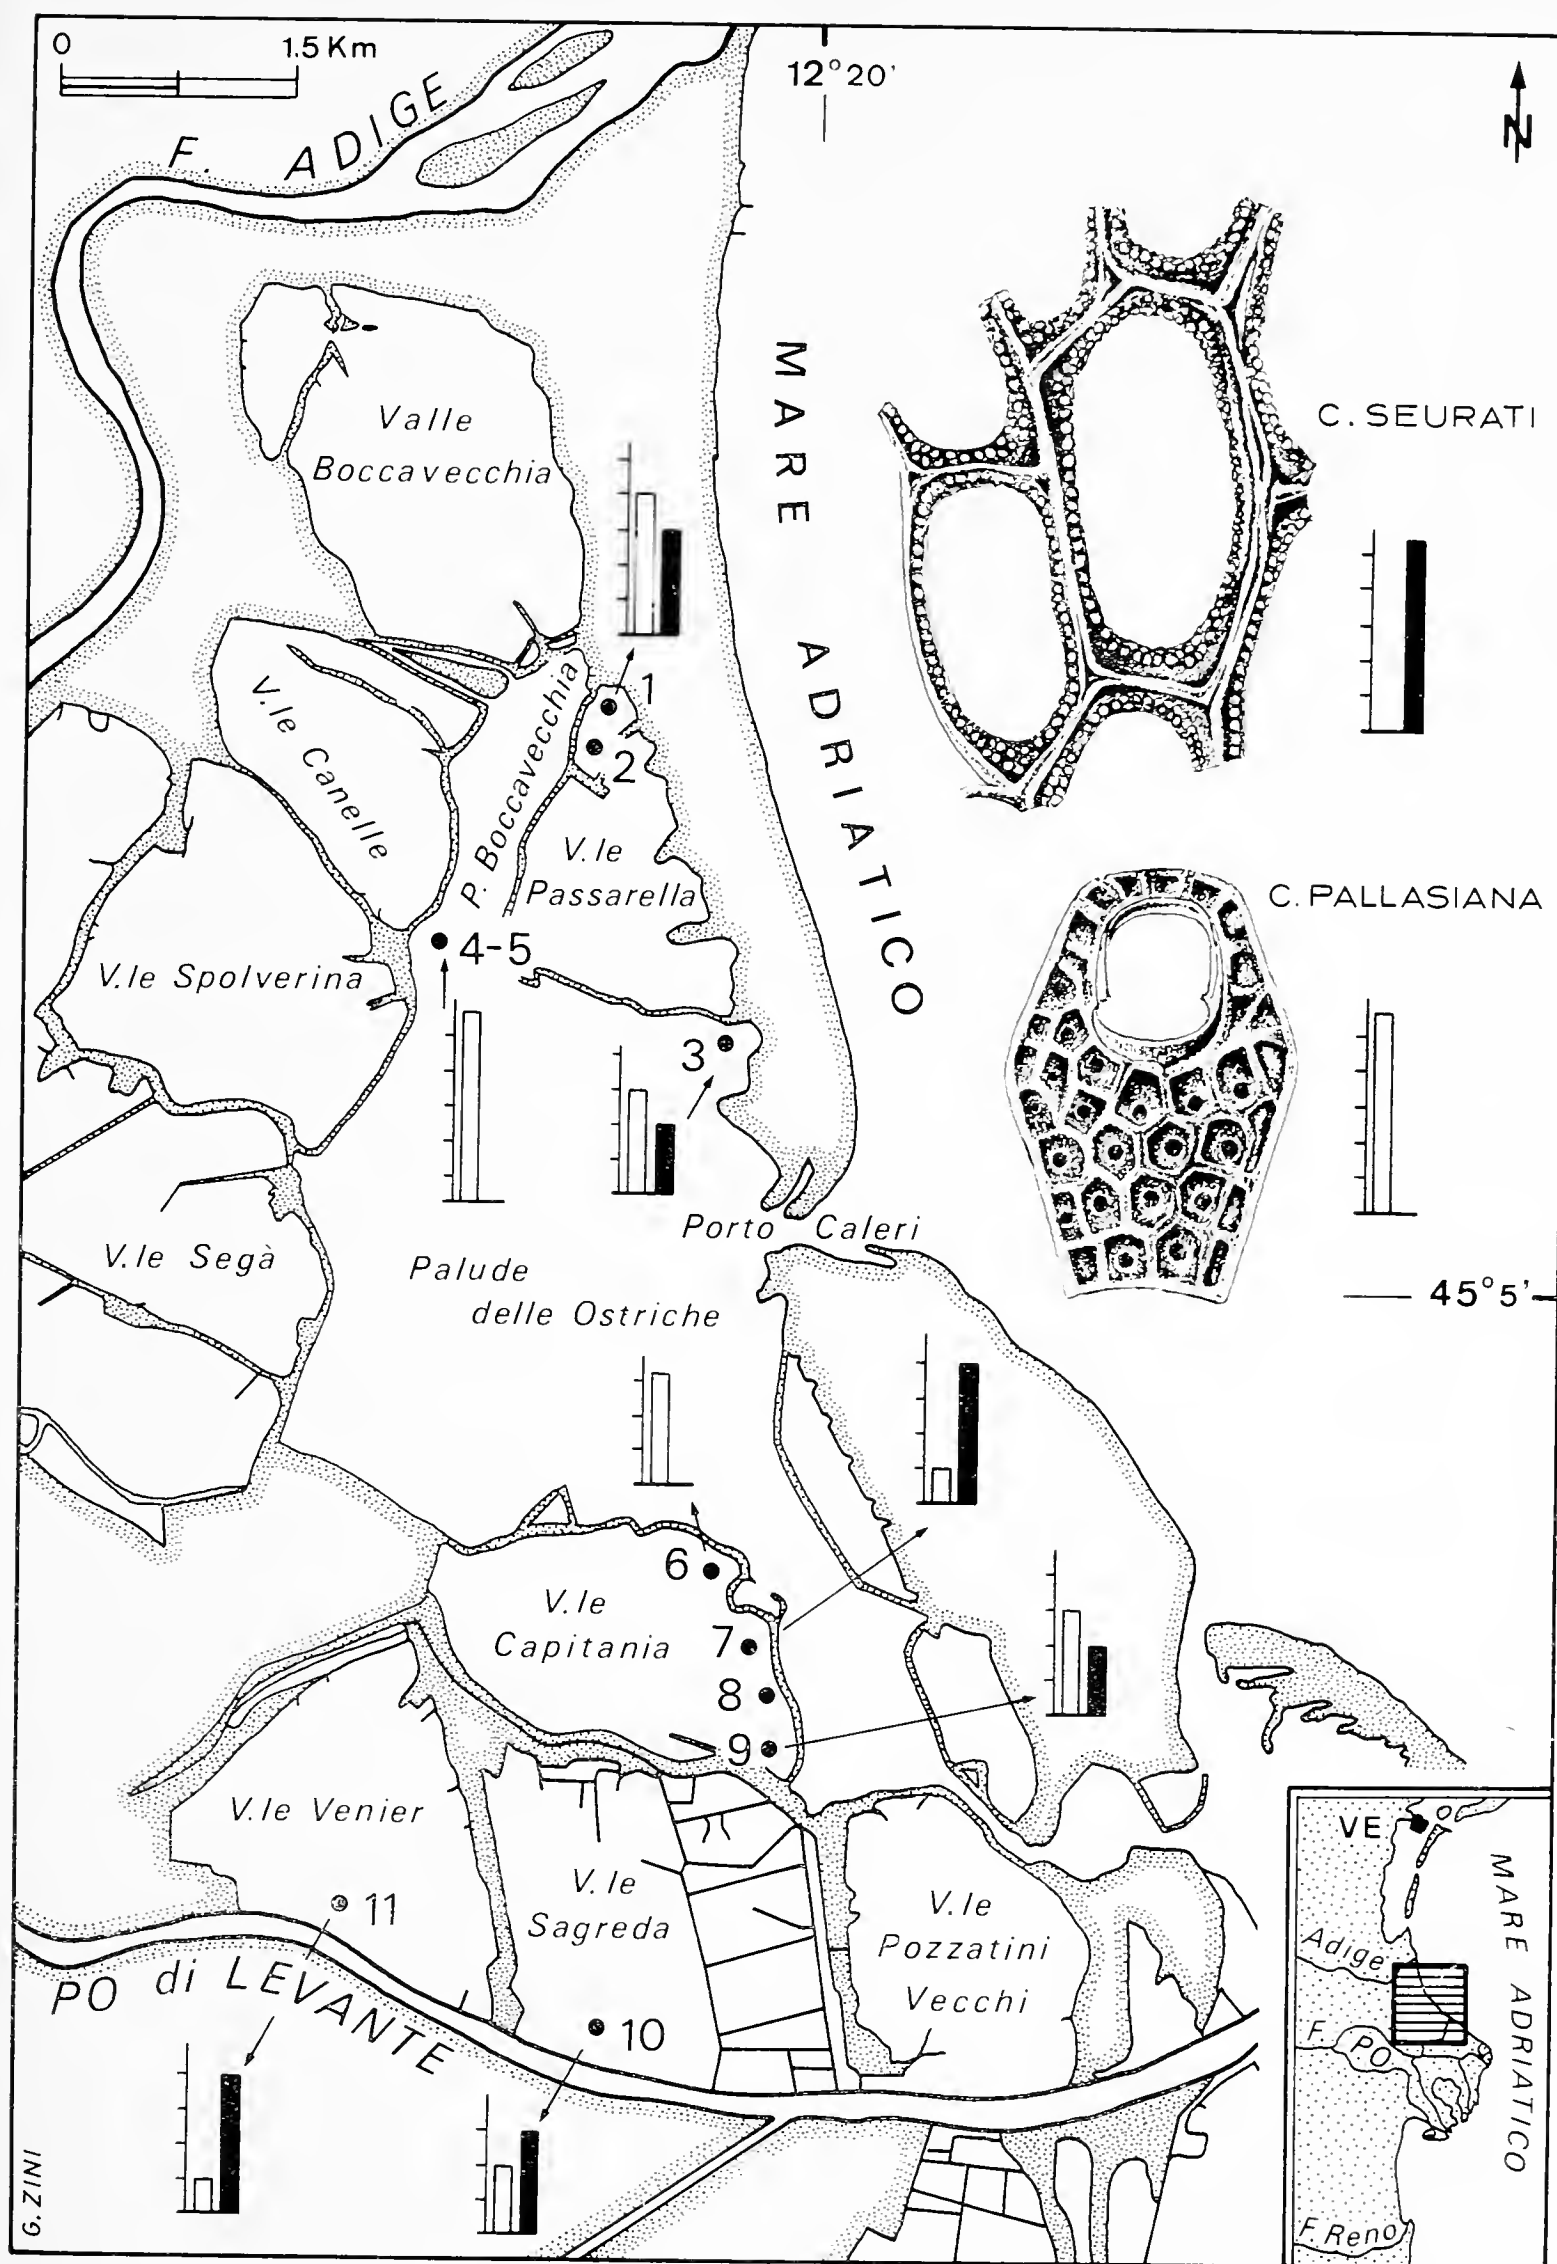 0 1.5 Km
12°20'
N
F. ADIGE
MARE ADRIATICO
Valle
Boccavecchia
C. SEURATI
V.le Canelle
P. Boccavecchia
1
2
V.le
Passarella
C. PALLASIANA
4-5
V.le Spolverina
3
Porto Caleri
V.le Segà
Palude
delle Ostriche
45°5'
6
V.le
Capitania
7
8
9
V.le Venier
11
V.le
Sagreda
V.le
Pozzatini
Vecchi
10
PO di LEVANTE
G. ZINI
VE
MARE ADRIATICO
Adige
F. PO
F. Reno